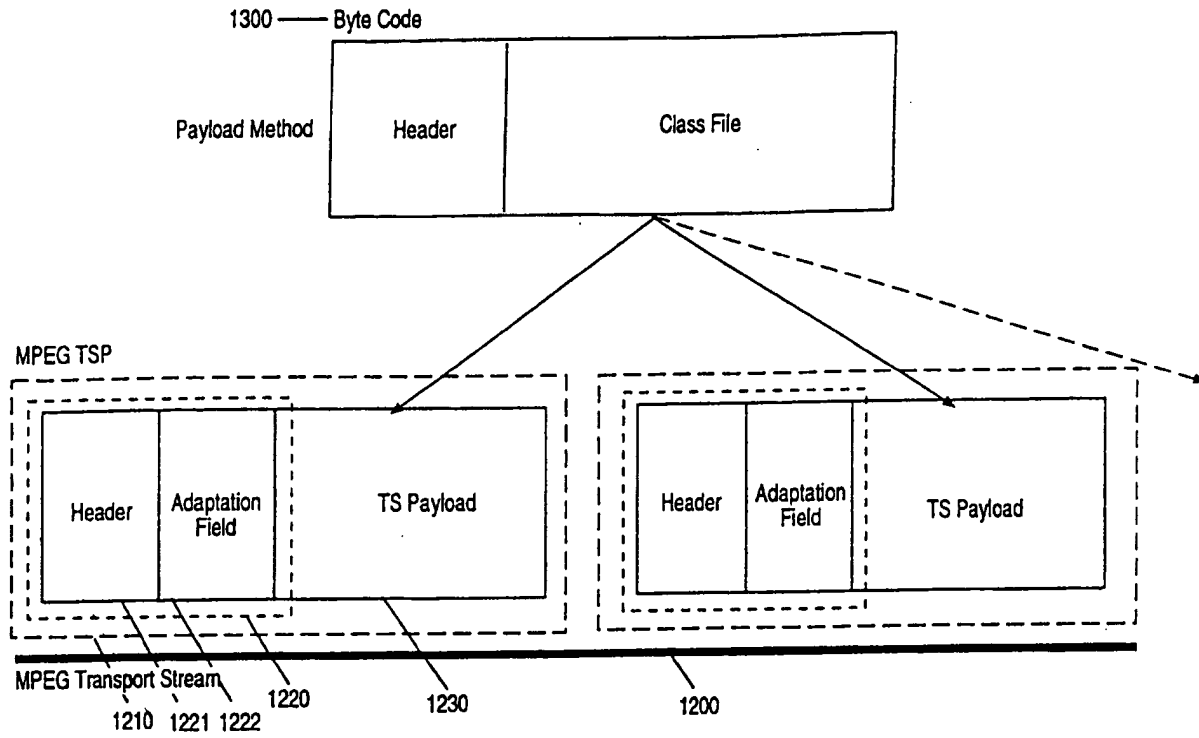 1300 Byte Code
Payload Method
Header
Class File
MPEG TSP
Header
Adaptation
Field
TS Payload
Header
Adaptation
Field
TS Payload
MPEG Transport Stream
1210
1221
1222
1220
1230
1200